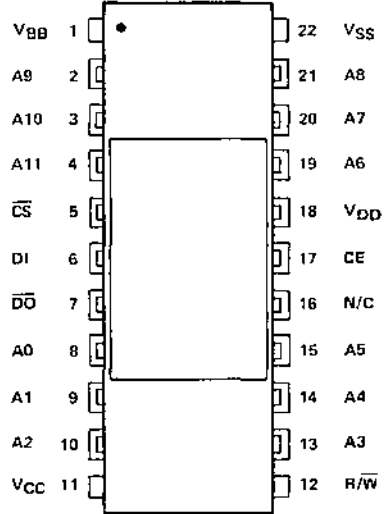 VBB 1 22 VSS
A9 2 21 A8
A10 3 20 A7
A11 4 19 A6
C̅S̅ 5 18 VDD
DI 6 17 CE
D̅O̅ 7 16 N/C
A0 8 15 A5
A1 9 14 A4
A2 10 13 A3
VCC 11 12 R/W̅